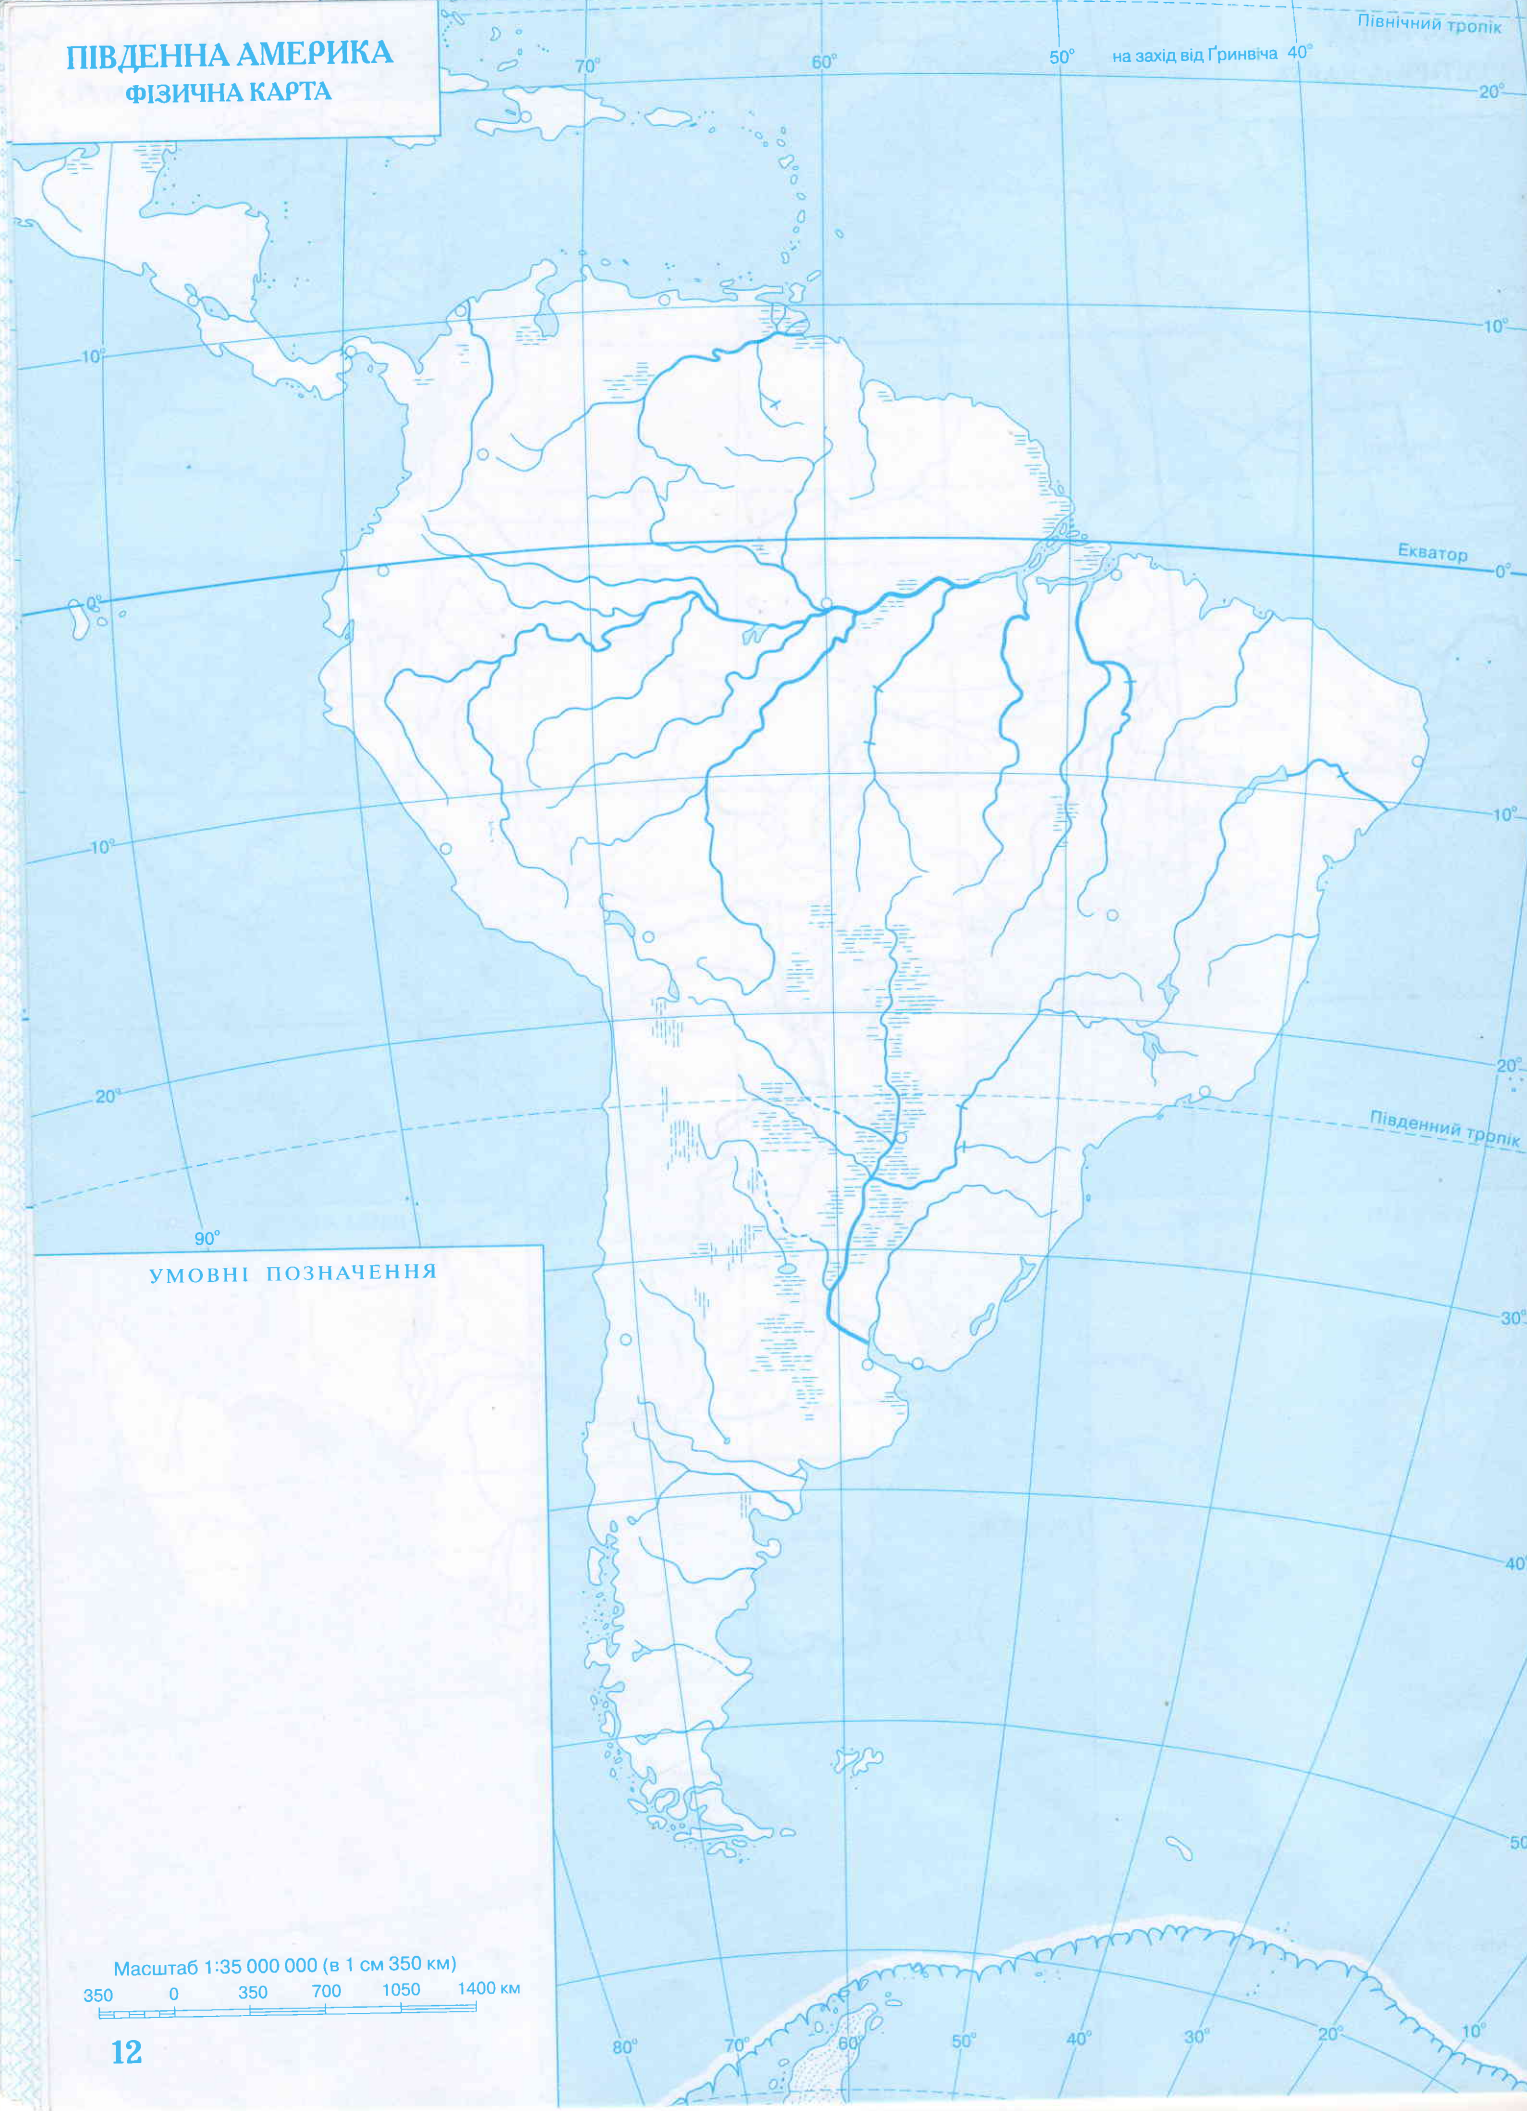 ПІВДЕННА АМЕРИКА
ФІЗИЧНА КАРТА
Північний тропік
70°
60°
50°
на захід від Ґринвіча 40°
20°
10°
10°
Екватор
0°
0°
10°
10°
20°
20°
Південний тропік
90°
30°
40°
50
УМОВНІ ПОЗНАЧЕННЯ
Масштаб 1:35 000 000 (в 1 см 350 км)
350 0 350 700 1050 1400 км
12
80°
70°
60°
50°
40°
30°
20°
10°